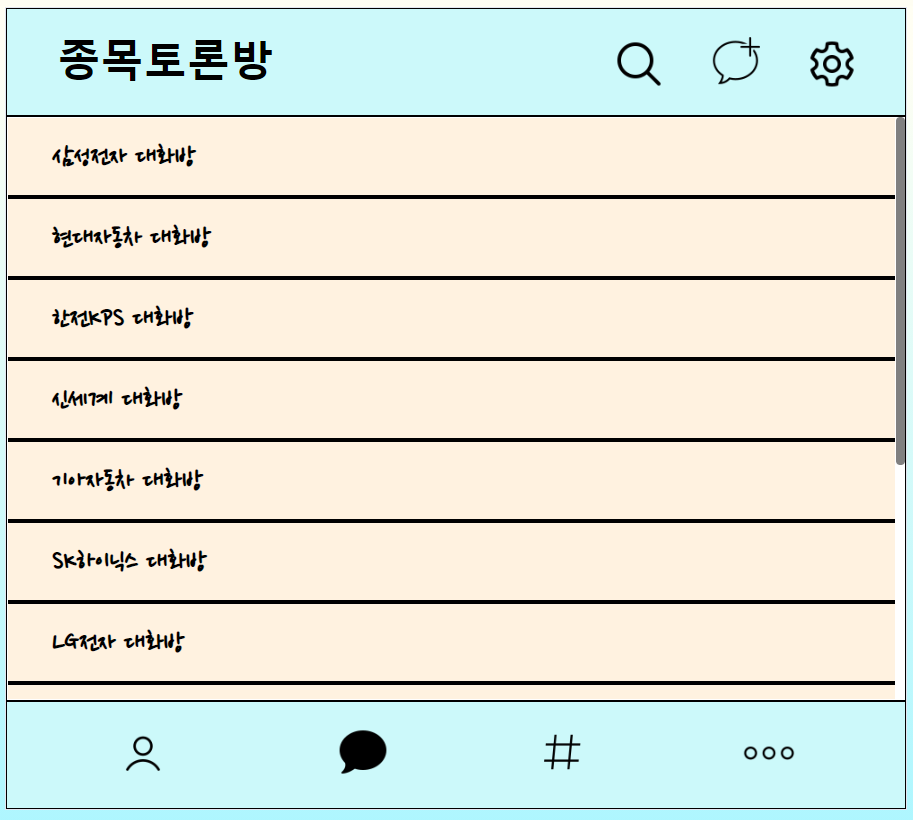 종목토론방
삼성전자 대화방
현대자동차 대화방
한전KPS 대화방
신세계 대화방
기아자동차 대화방
SK하이닉스 대화방
LG전자 대화방